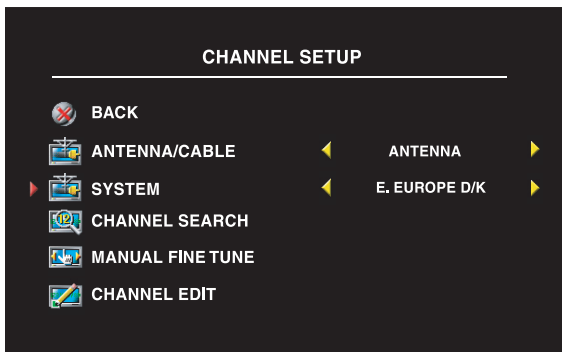 CHANNEL SETUP
BACK
ANTENNA/CABLE ANTENNA
SYSTEM E. EUROPE D/K
CHANNEL SEARCH
MANUAL FINE TUNE
CHANNEL EDIT